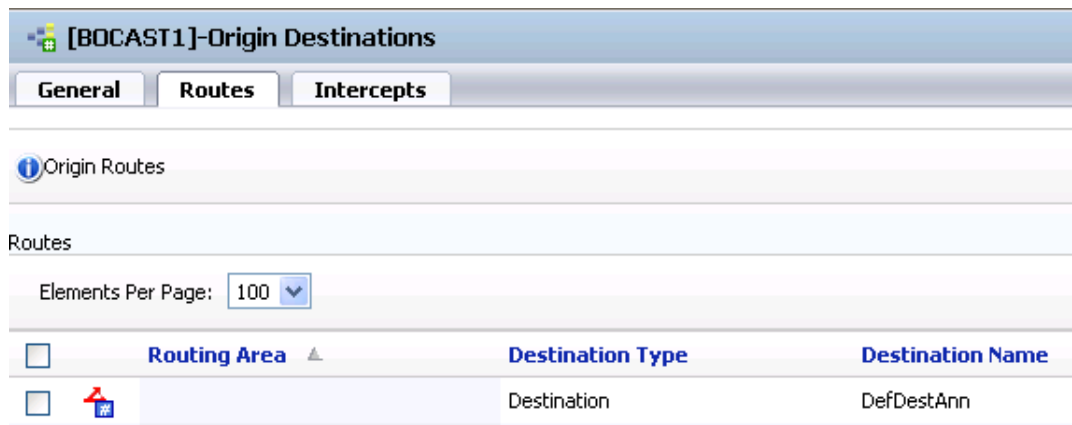 [BOCAST1]-Origin Destinations
General Routes Intercepts
Origin Routes
Routes
Elements Per Page: 100
Routing Area Destination Type Destination Name
Destination DefDestAnn